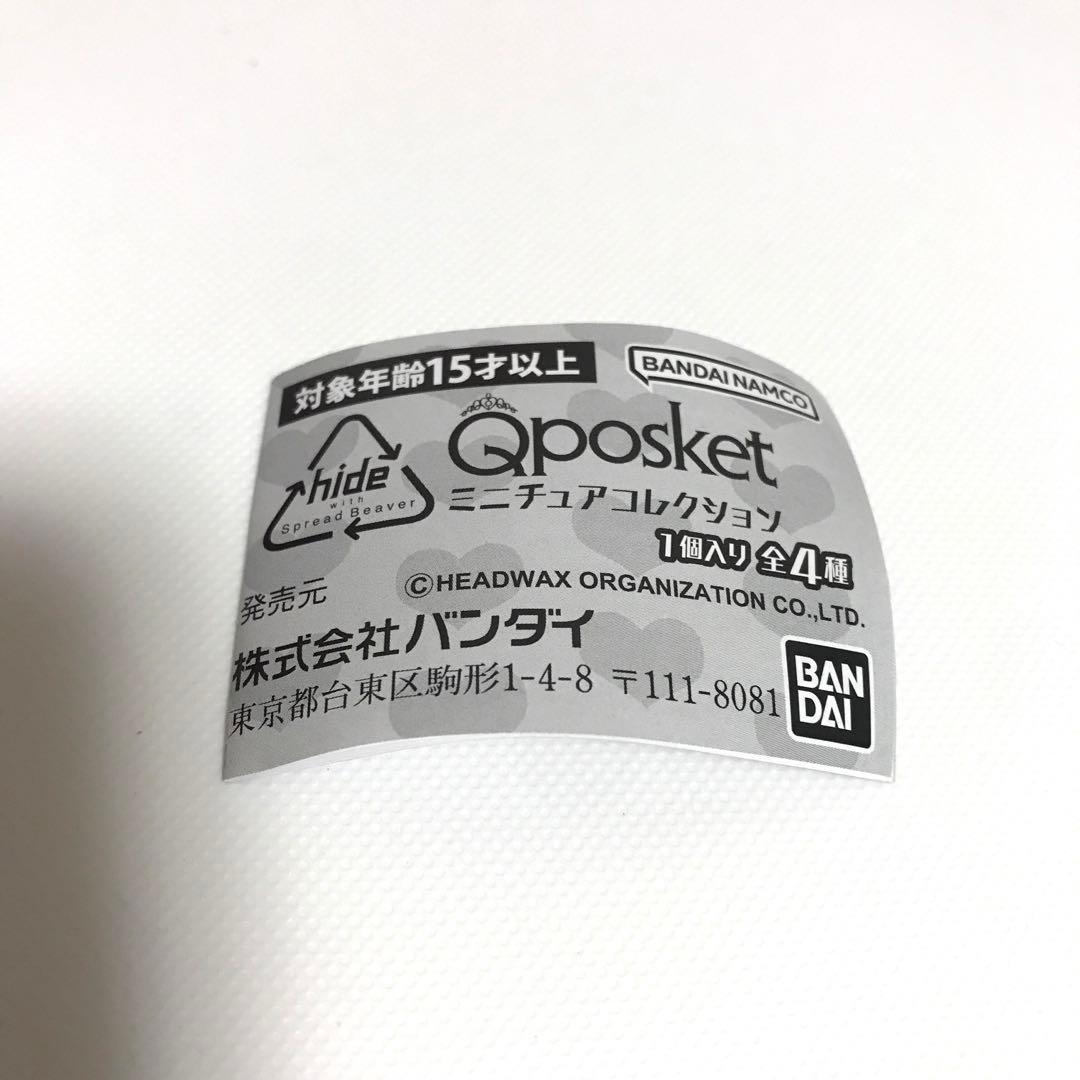 対象年齢15才以上
BANDAI NAMCO
hide
with
Spread Beaver
Qposket
ミニチュアコレクション
1個入り 全4種
©HEADWAX ORGANIZATION CO.,LTD.
発売元
株式会社バンダイ
東京都台東区駒形1-4-8 〒111-8081
BAN
DAI